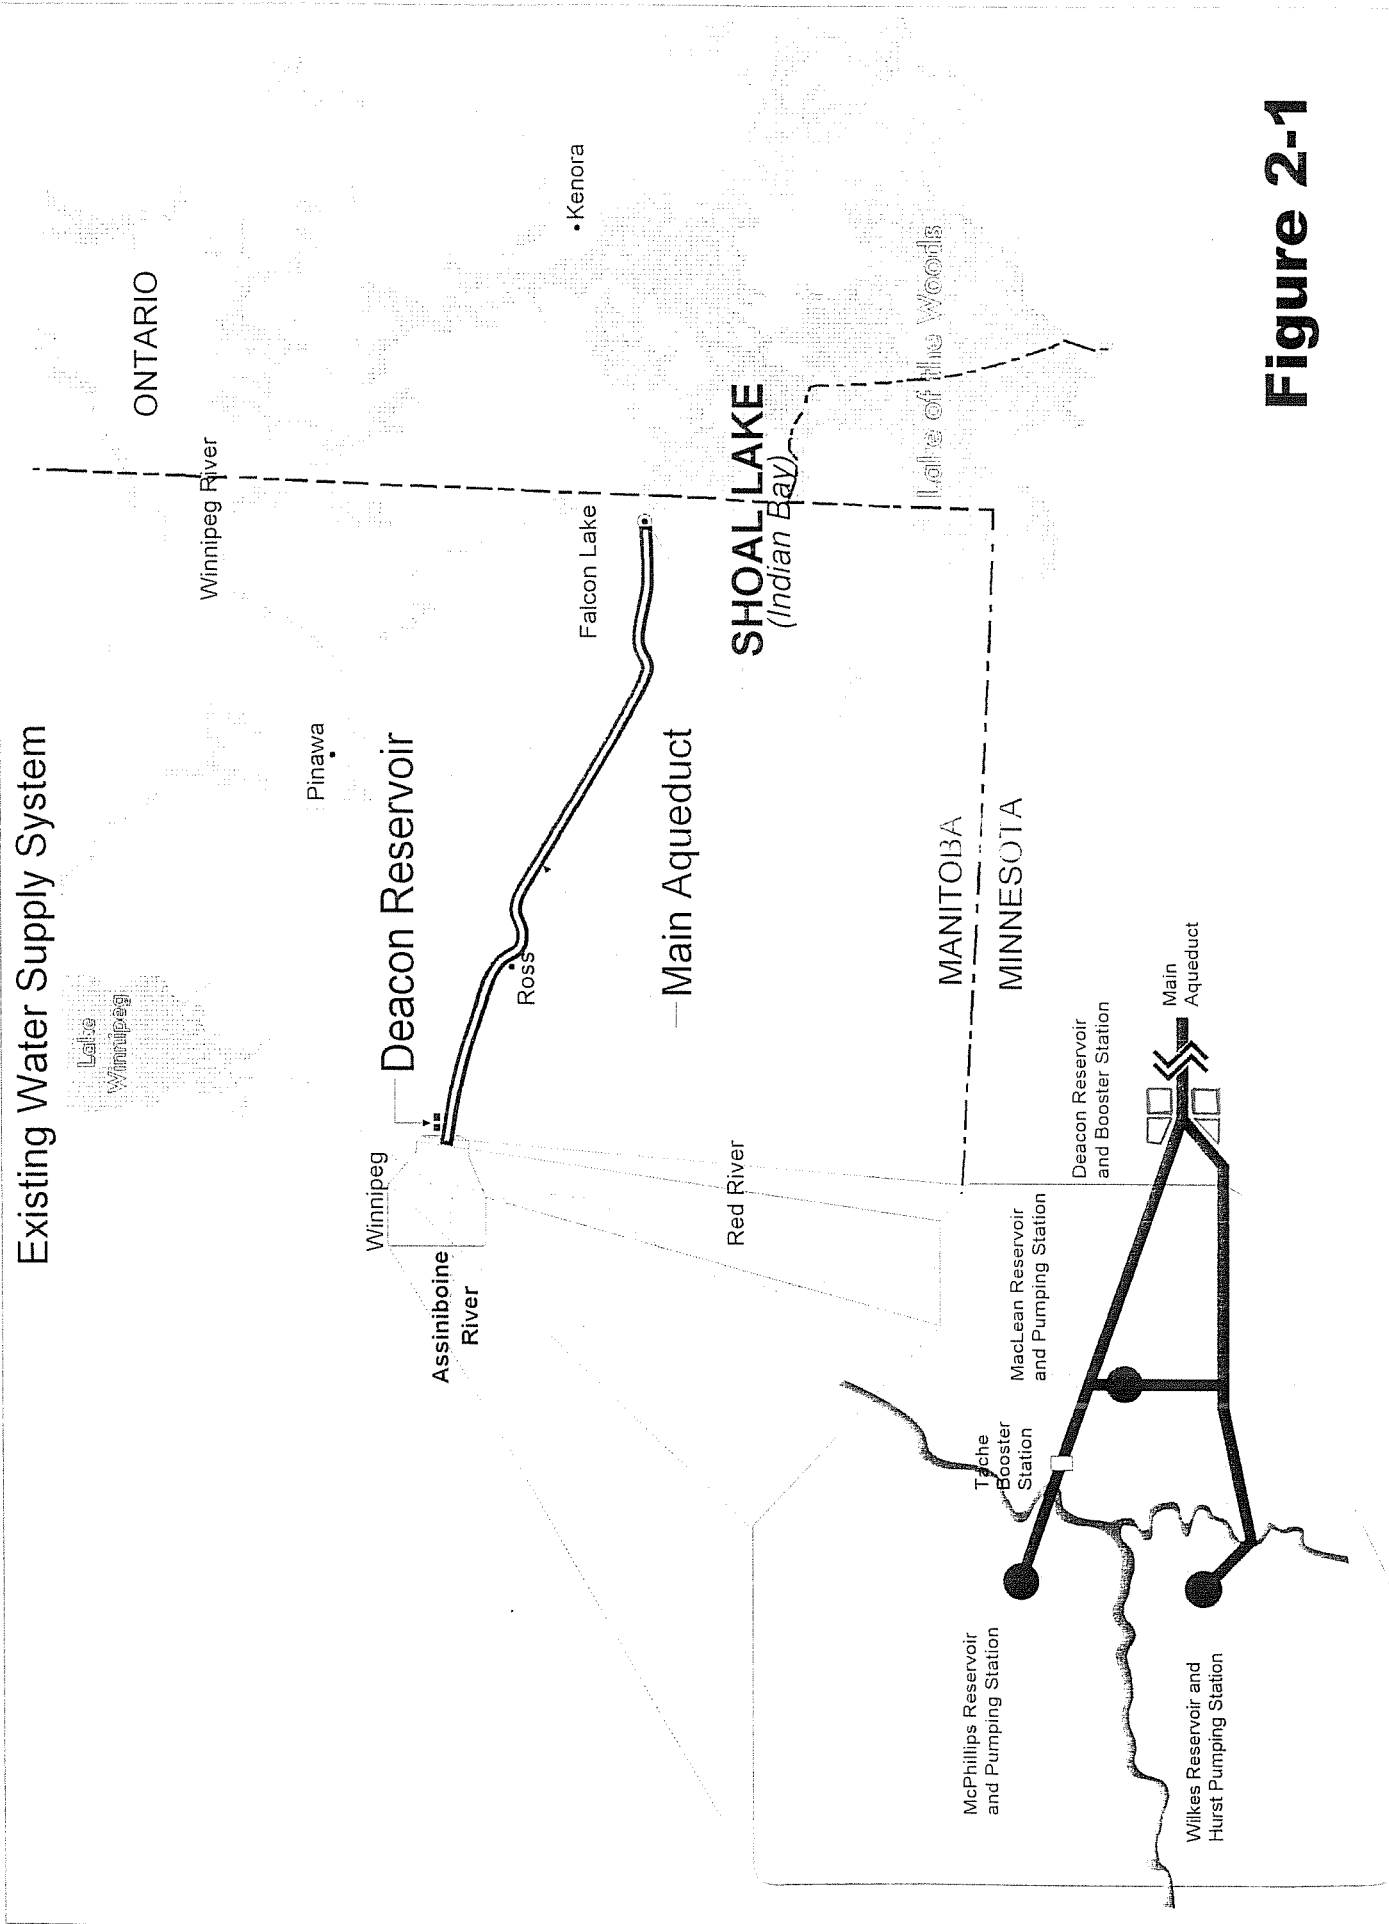 Existing Water Supply System
Lake
Winnipeg
ONTARIO
Winnipeg River
Pinawa
Kenora
Winnipeg
Deacon Reservoir
Falcon Lake
Assiniboine
River
Ross
Main Aqueduct
SHOAL LAKE
(Indian Bay)
Red River
Lake of the Woods
MANITOBA
MINNESOTA
McPhillips Reservoir
and Pumping Station
Tache
Booster
Station
MacLean Reservoir
and Pumping Station
Deacon Reservoir
and Booster Station
Main
Aqueduct
Wilkes Reservoir and
Hurst Pumping Station
Figure 2-1